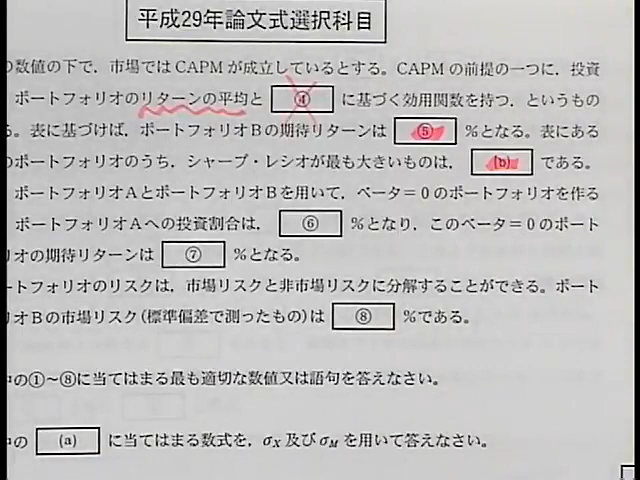 平成29年論文式選択科目
の数値の下で，市場ではCAPMが成立しているとする。CAPMの前提の一つに，投資
ポートフォリオのリターンの平均と ④ に基づく効用関数を持つ，というもの
る。表に基づけば，ポートフォリオBの期待リターンは ⑤ %となる。表にある
のポートフォリオのうち，シャープ・レシオが最も大きいものは， (b) である。
ポートフォリオAとポートフォリオBを用いて，ベータ＝0のポートフォリオを作る
ポートフォリオAへの投資割合は， ⑥ %となり，このベータ＝0のポート
リオの期待リターンは ⑦ %となる。
ートフォリオのリスクは，市場リスクと非市場リスクに分解することができる。ポート
リオBの市場リスク(標準偏差で測ったもの)は ⑧ %である。
中の①～⑧に当てはまる最も適切な数値又は語句を答えなさい。
中の (a) に当てはまる数式を，σX 及び σM を用いて答えなさい。